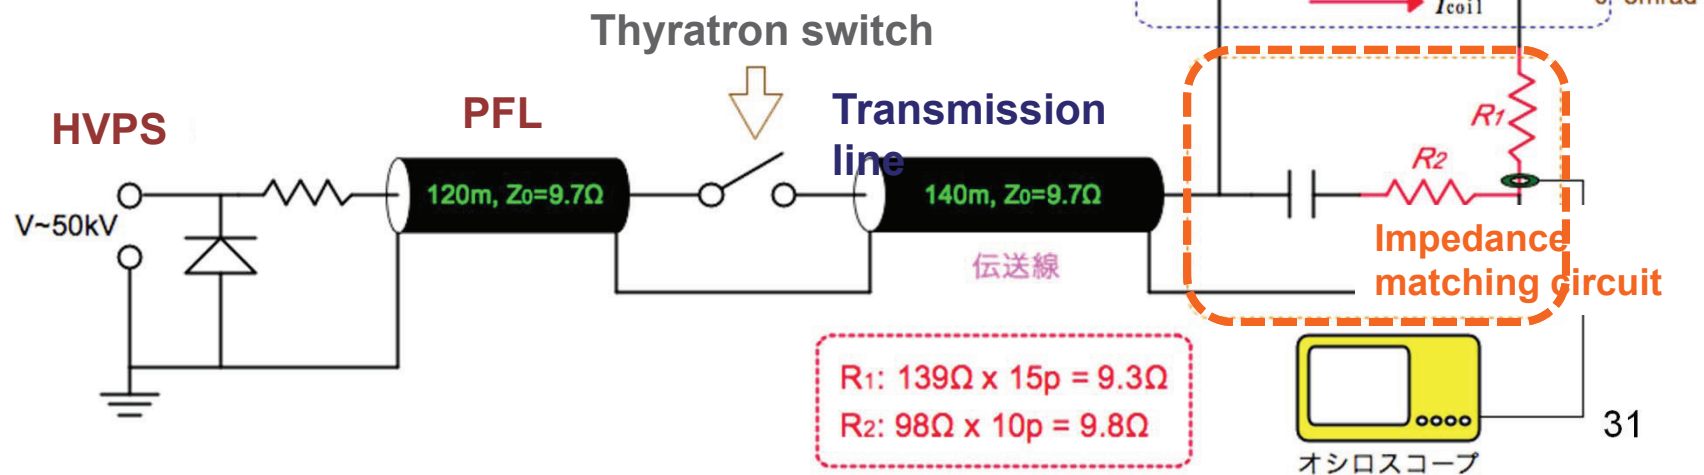 Icoil
Thyratron switch
HVPS
PFL
Transmission
line
R1
R2
V~50kV
120m, Z0=9.7Ω
140m, Z0=9.7Ω
伝送線
Impedance
matching circuit
R1: 139Ω x 15p = 9.3Ω
R2: 98Ω x 10p = 9.8Ω
31
オシロスコープ